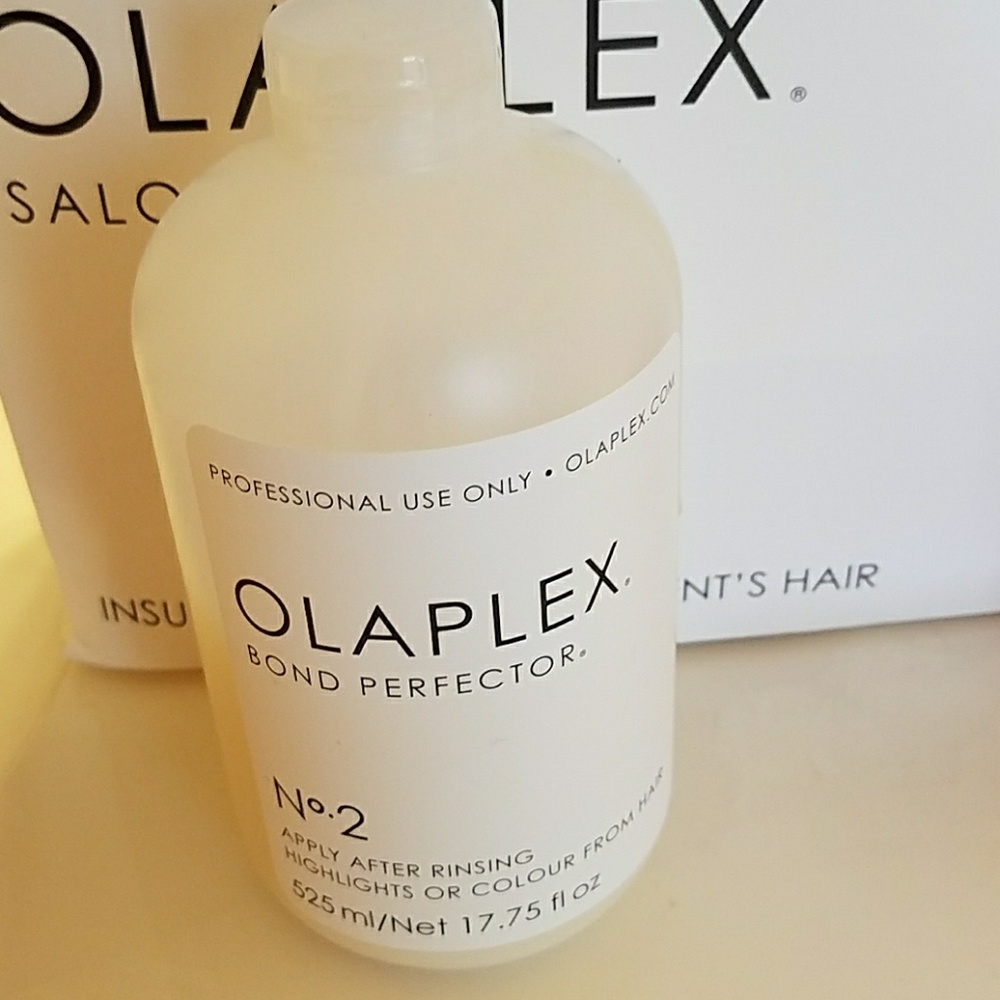 OLAPLEX®
SALO
INSU
NT'S HAIR
PROFESSIONAL USE ONLY • OLAPLEX.COM
OLAPLEX®
BOND PERFECTOR®
Nº.2
APPLY AFTER RINSING
HIGHLIGHTS OR COLOUR FROM HAIR
525 ml/Net 17.75 fl oz